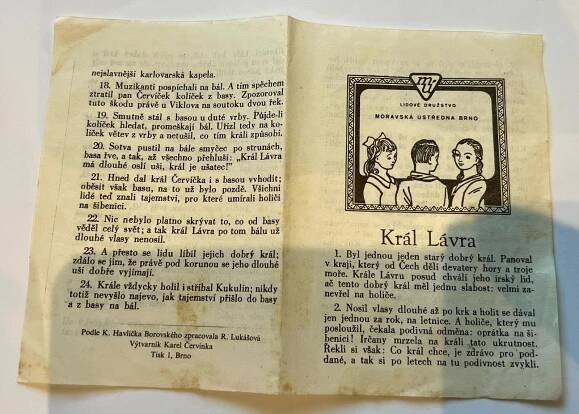 nejslavnější karlovarská kapela.
18. Muzikanti pospíchali na bál. A tím spěchem
ztratil pan Červíček kolíček z basy. Zpozoroval
tuto škodu právě u Viklova na soutoku dvou řek.
19. Smutně stál s basou u duté vrby. Půjde-li
kolíček hledat, promeškají bál. Uřízl tedy na ko-
líček větev z vrby a netušil, co tím králi způsobí.
20. Sotva pustil na bále smyčec po strunách,
basa řve, a tak, až všechno přehluší: „Král Lávra
má dlouhé oslí uši, král je ušatec!"
21. Hned dal král Červíčka i s basou vyhodit;
oběsit však basu, na to už bylo pozdě. Všichni
lidé teď znali tajemství, pro které umírali holiči
na šibenici.
22. Nic nebylo platno skrývat to, co od basy
věděl celý svět; a tak král Lávra po tom bálu už
dlouhé vlasy nenosil.
23. A přesto se lidu líbil jejich dobrý král;
zdálo se jim, že právě pod korunou se jeho dlouhé
uši dobře vyjímají.
24. Krále vždycky holil i stříhal Kukulín; nikdy
totiž nevyšlo najevo, jak tajemství přišlo do basy
a z basy na bál.
Podle K. Havlíčka Borovského zpracovala R. Lukášová
Výtvarník Karel Červinka
Tisk 1, Brno
LIDOVÉ DRUŽSTVO
MORAVSKÁ ÚSTŘEDNA BRNO
Král Lávra
1. Byl jednou jeden starý dobrý král. Panoval
v kraji, který od Čech dělí devatery hory a troje
moře. Krále Lávru posud chválí jeho irský lid,
ač tento dobrý král měl jednu slabost: velmi za-
nevřel na holiče.
2. Nosil vlasy dlouhé až po krk a holit se dával
jen jednou za rok, na letnice. A holiče, který mu
posloužil, čekala podivná odměna: oprátka na ši-
benici! Irčany mrzela na králi tato ukrutnost.
Řekli si však: Co král chce, je zdrávo pro pod-
dané, a tak si po letech na tu podivnost zvykli.